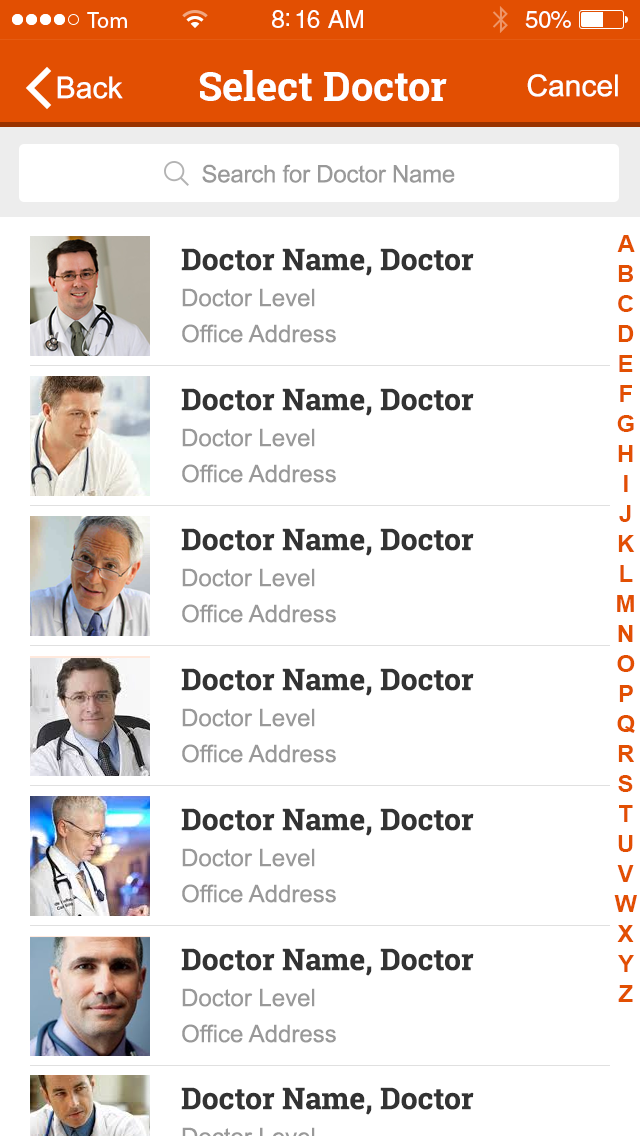 Tom 8:16 AM 50%
Back Select Doctor Cancel
Search for Doctor Name
Doctor Name, Doctor
Doctor Level
Office Address
Doctor Name, Doctor
Doctor Level
Office Address
Doctor Name, Doctor
Doctor Level
Office Address
Doctor Name, Doctor
Doctor Level
Office Address
Doctor Name, Doctor
Doctor Level
Office Address
Doctor Name, Doctor
Doctor Level
Office Address
Doctor Name, Doctor
Doctor Level
A
B
C
D
E
F
G
H
I
J
K
L
M
N
O
P
Q
R
S
T
U
V
W
X
Y
Z